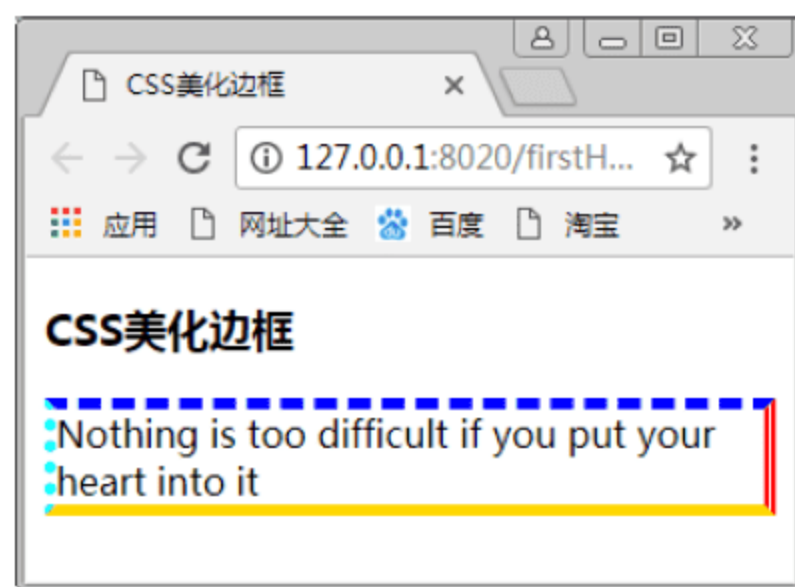 CSS美化边框
127.0.0.1:8020/firstH...
应用 网址大全 百度 淘宝 »
CSS美化边框
Nothing is too difficult if you put your
heart into it